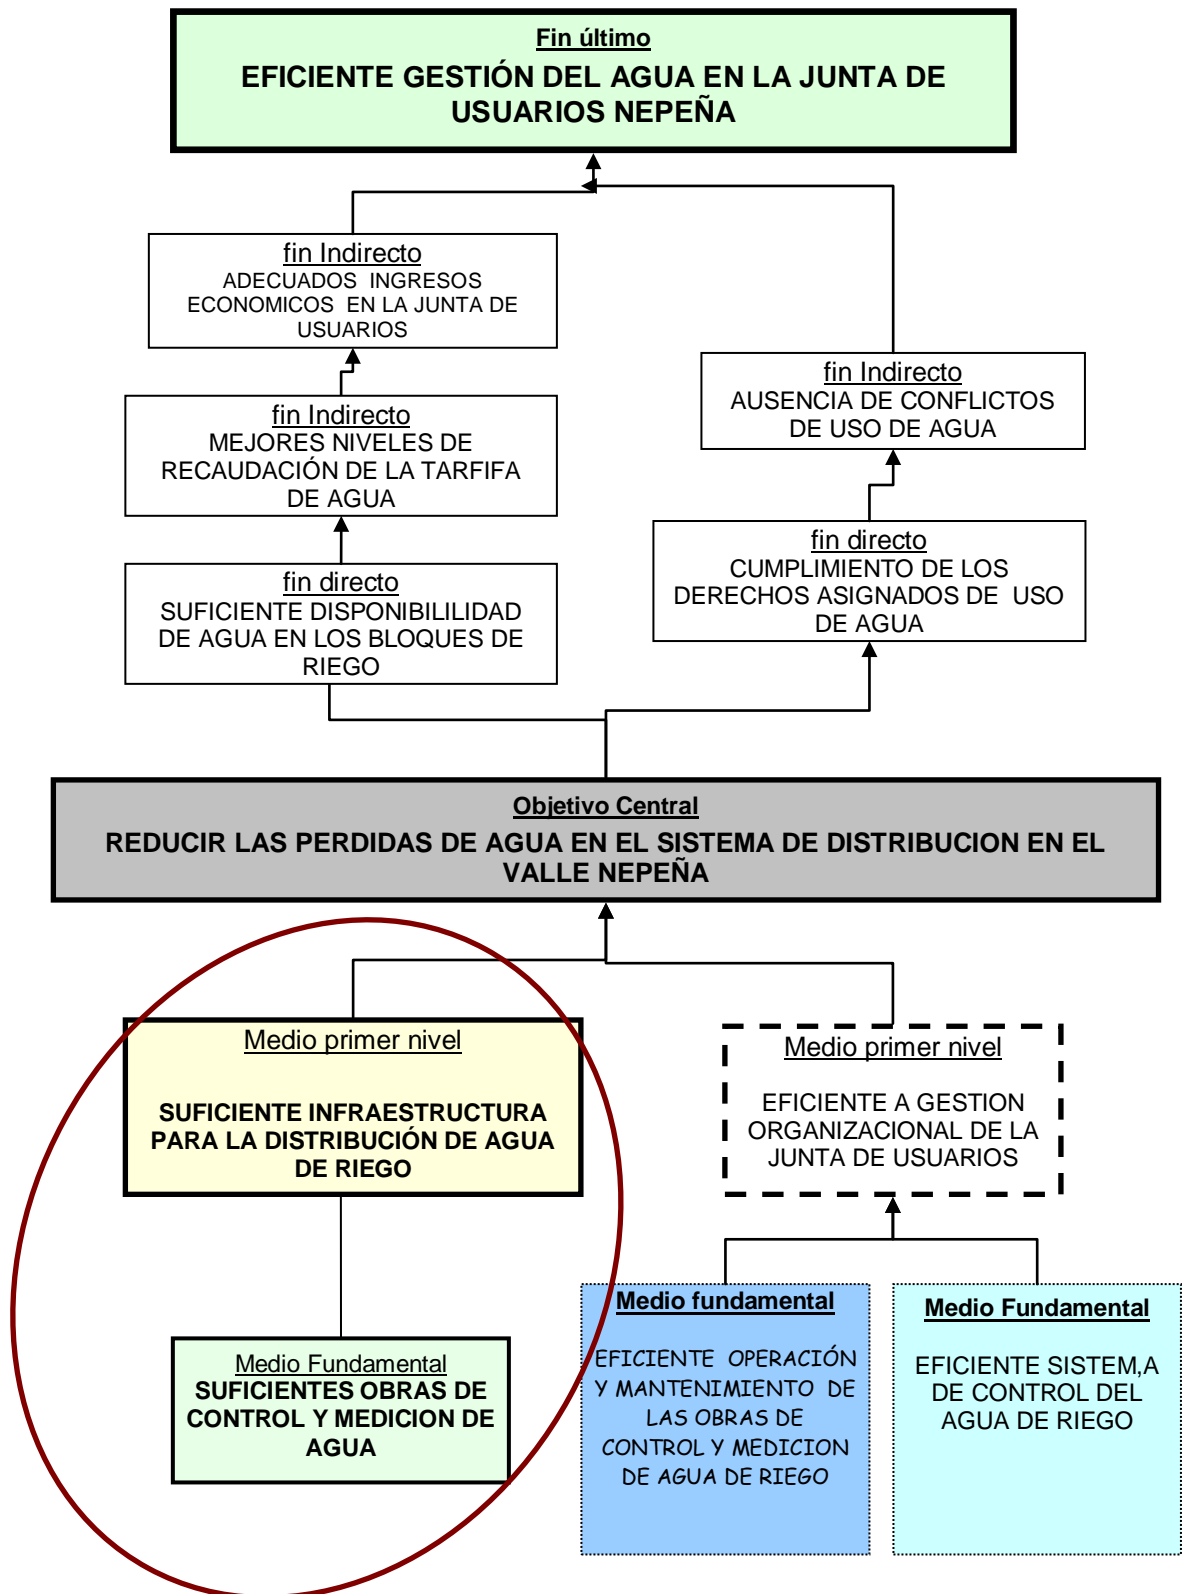 Fin último
EFICIENTE GESTIÓN DEL AGUA EN LA JUNTA DE
USUARIOS NEPEÑA
fin Indirecto
ADECUADOS INGRESOS
ECONOMICOS EN LA JUNTA DE
USUARIOS
fin Indirecto
AUSENCIA DE CONFLICTOS
DE USO DE AGUA
fin Indirecto
MEJORES NIVELES DE
RECAUDACIÓN DE LA TARFIFA
DE AGUA
fin directo
CUMPLIMIENTO DE LOS
DERECHOS ASIGNADOS DE USO
DE AGUA
fin directo
SUFICIENTE DISPONIBILILIDAD
DE AGUA EN LOS BLOQUES DE
RIEGO
Objetivo Central
REDUCIR LAS PERDIDAS DE AGUA EN EL SISTEMA DE DISTRIBUCION EN EL
VALLE NEPEÑA
Medio primer nivel
SUFICIENTE INFRAESTRUCTURA
PARA LA DISTRIBUCIÓN DE AGUA
DE RIEGO
Medio primer nivel
EFICIENTE A GESTION
ORGANIZACIONAL DE LA
JUNTA DE USUARIOS
Medio Fundamental
SUFICIENTES OBRAS DE
CONTROL Y MEDICION DE
AGUA
Medio fundamental
EFICIENTE OPERACIÓN
Y MANTENIMIENTO DE
LAS OBRAS DE
CONTROL Y MEDICION
DE AGUA DE RIEGO
Medio Fundamental
EFICIENTE SISTEM,A
DE CONTROL DEL
AGUA DE RIEGO